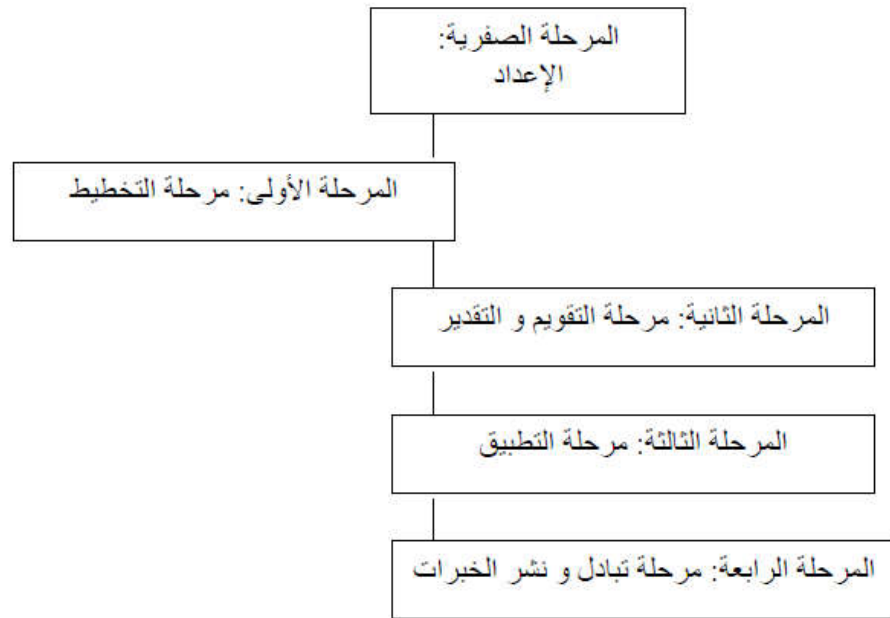 المرحلة الصفرية:
الإعداد
المرحلة الأولى: مرحلة التخطيط
المرحلة الثانية: مرحلة التقويم و التقدير
المرحلة الثالثة: مرحلة التطبيق
المرحلة الرابعة: مرحلة تبادل و نشر الخبرات